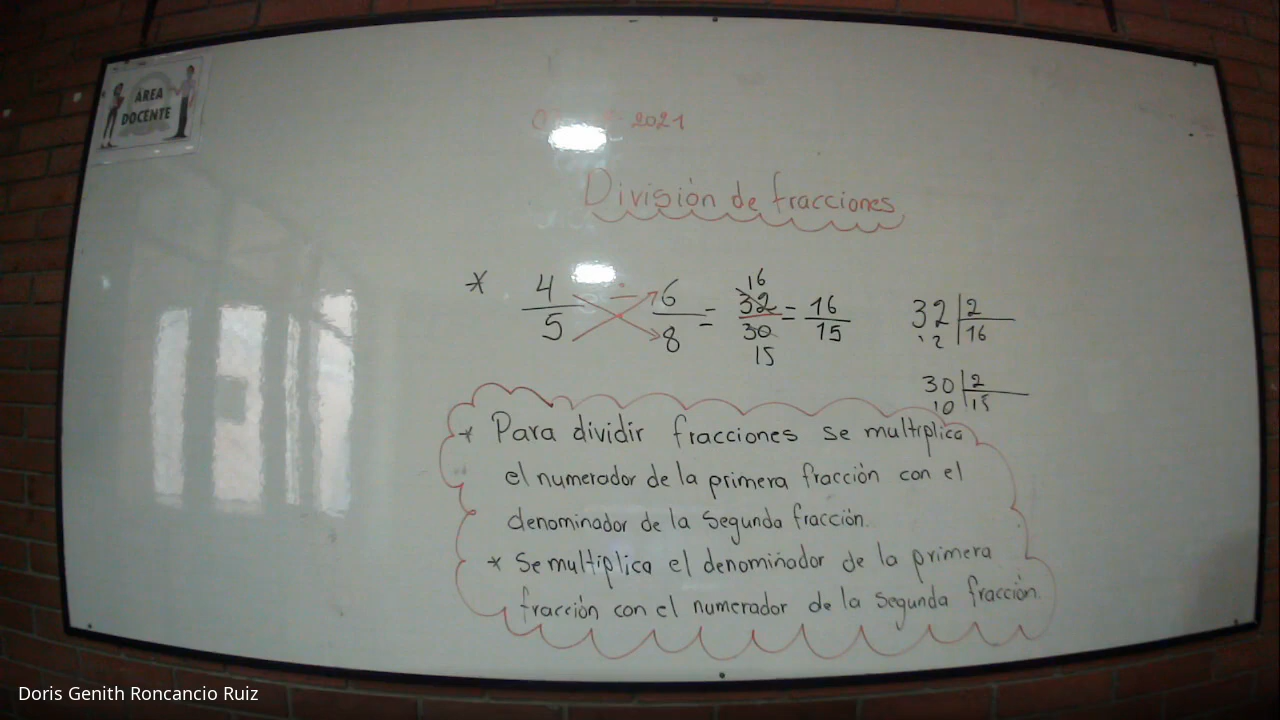 ÁREA
DOCENTE
2021
División de fracciones
* 4/5 ÷ 6/8 = 32/30 = 16/15
16
15
32 | 2
12 16
30 | 2
10 15
* Para dividir fracciones se multiplica
el numerador de la primera fracción con el
denominador de la segunda fracción.
* Se multiplica el denominador de la primera
fracción con el numerador de la segunda fracción.
Doris Genith Roncancio Ruiz